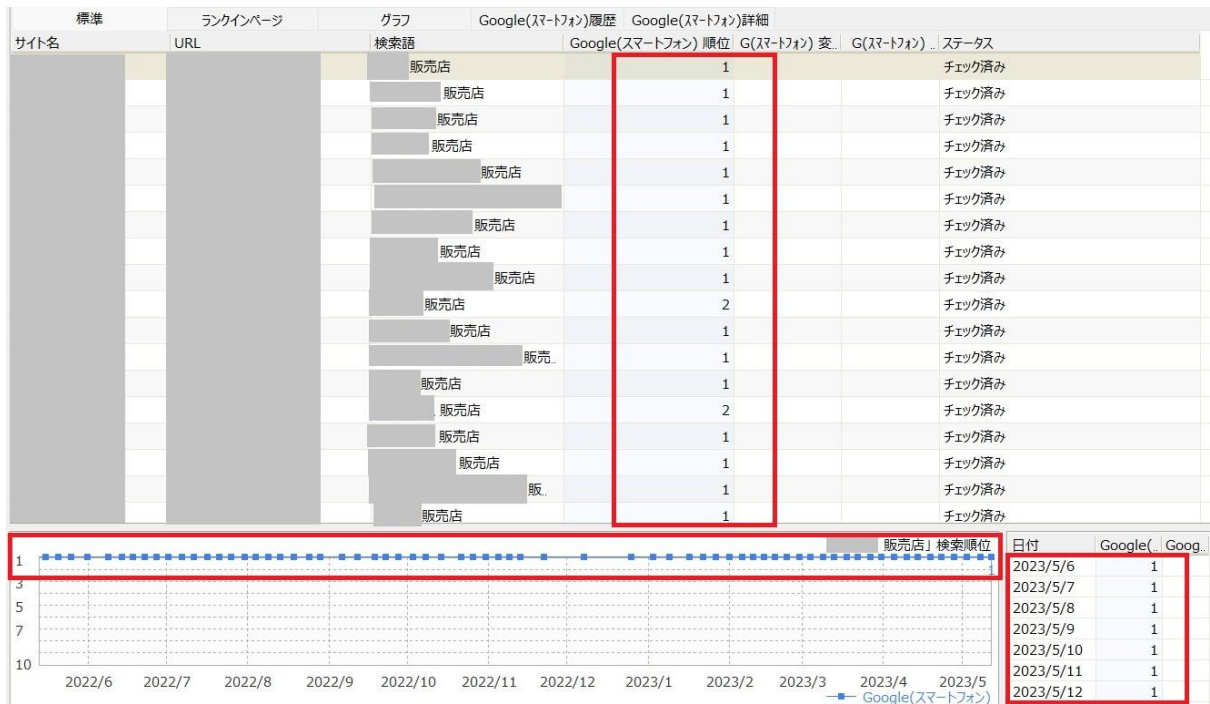 標準 ランクインページ グラフ Google(スマートフォン)履歴 Google(スマートフォン)詳細
サイト名 URL 検索語 Google(スマートフォン) 順位 G(スマートフォン) 変.. G(スマートフォン) .. ステータス
販売店 1 チェック済み
販売店 1 チェック済み
販売店 1 チェック済み
販売店 1 チェック済み
販売店 1 チェック済み
1 チェック済み
販売店 1 チェック済み
販売店 1 チェック済み
販売店 1 チェック済み
販売店 2 チェック済み
販売店 1 チェック済み
販売.. 1 チェック済み
販売店 1 チェック済み
販売店 2 チェック済み
販売店 1 チェック済み
販売店 1 チェック済み
販.. 1 チェック済み
販売店 1 チェック済み
販売店」検索順位
1
1
3
5
7
10
2022/6 2022/7 2022/8 2022/9 2022/10 2022/11 2022/12 2023/1 2023/2 2023/3 2023/4 2023/5
Google(スマートフォン)
日付 Google(.. Goog..
2023/5/6 1
2023/5/7 1
2023/5/8 1
2023/5/9 1
2023/5/10 1
2023/5/11 1
2023/5/12 1